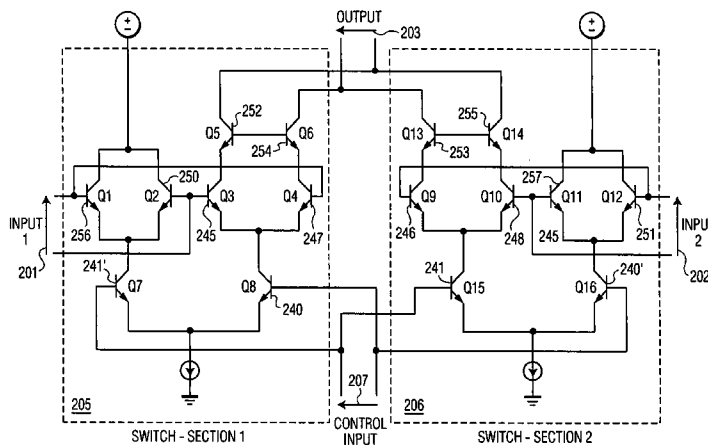 OUTPUT
203
252
Q5
Q6
254
255
Q13
Q14
253
250
257
Q1
Q2
Q3
Q4
Q9
Q10
Q11
Q12
INPUT
1
256
245
247
246
248
245
251
INPUT
2
201
202
241'
Q7
Q8
240
241
Q15
Q16
240'
205
207
206
SWITCH - SECTION 1
CONTROL
INPUT
SWITCH - SECTION 2